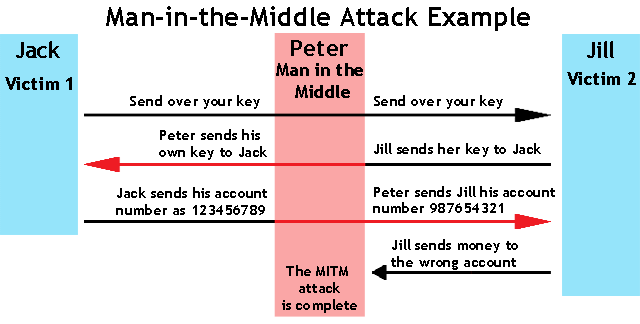 Man-in-the-Middle Attack Example
Jack
Victim 1
Peter
Man in the
Middle
Jill
Victim 2
Send over your key
Send over your key
Peter sends his
own key to Jack
Jill sends her key to Jack
Jack sends his account
number as 123456789
Peter sends Jill his account
number 987654321
Jill sends money to
the wrong account
The MITM
attack
is complete